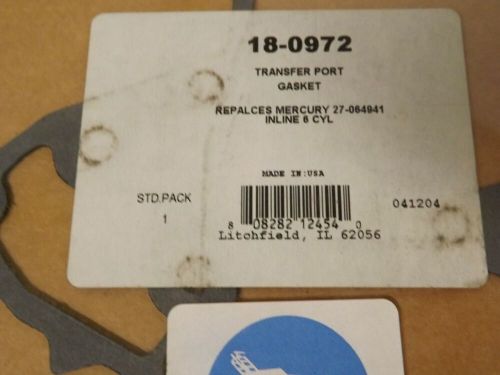 18-0972
TRANSFER PORT
GASKET
REPALCES MERCURY 27-064941
INLINE 6 CYL
MADE IN:USA
STD.PACK
1
041204
8 08282 12454 0
Litchfield, IL 62056